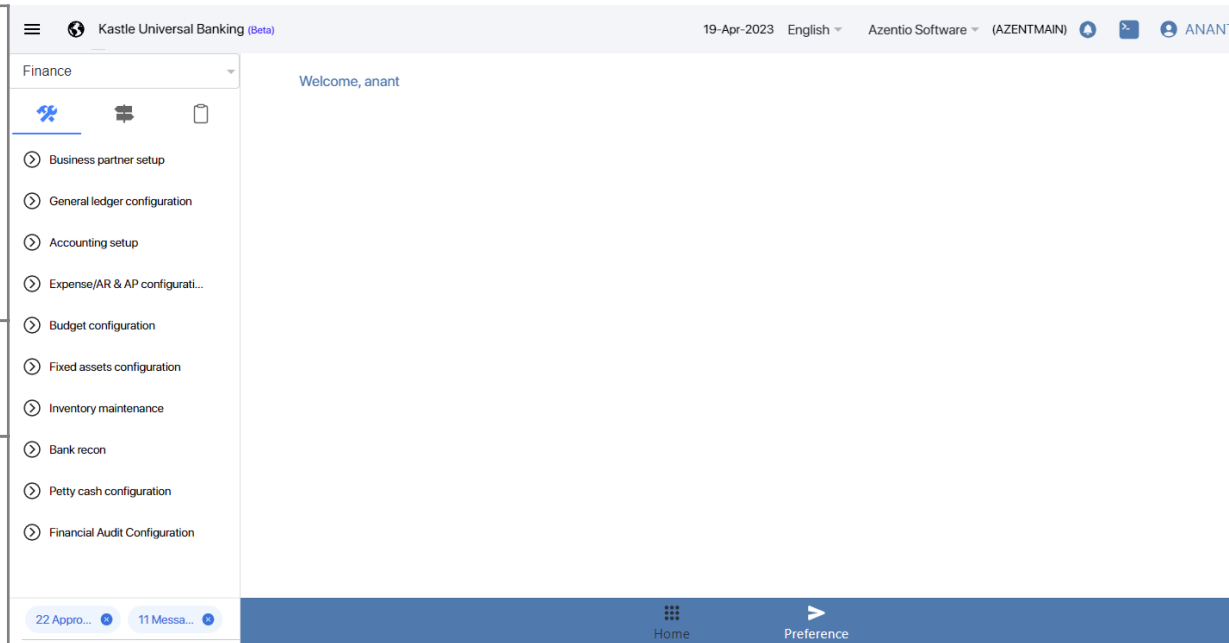 Kastle Universal Banking (Beta) 19-Apr-2023 English Azentio Software (AZENTMAIN) ANANT
Finance
Welcome, anant
Business partner setup
General ledger configuration
Accounting setup
Expense/AR & AP configurati...
Budget configuration
Fixed assets configuration
Inventory maintenance
Bank recon
Petty cash configuration
Financial Audit Configuration
22 Appro... 11 Messa...
Home Preference